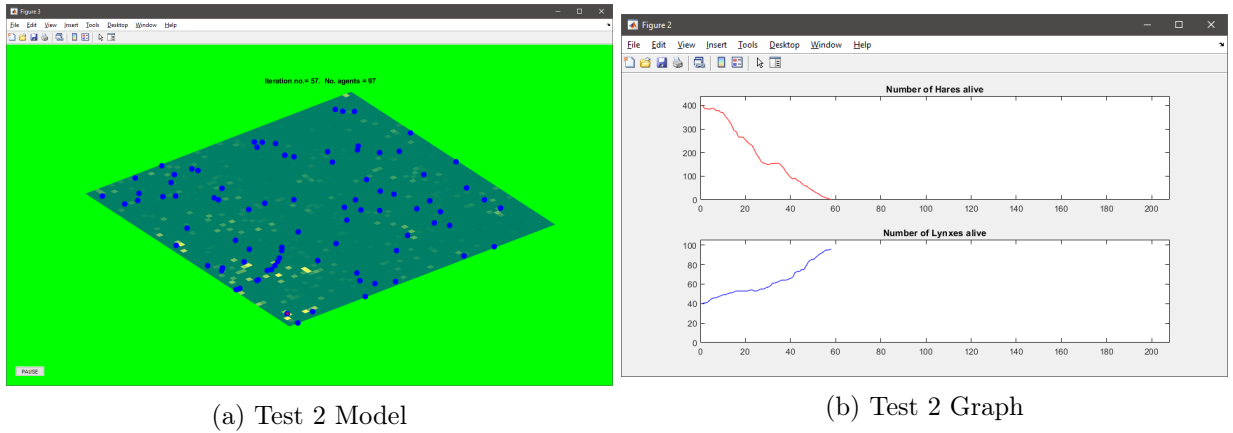 Figure 3
File Edit View Insert Tools Desktop Window Help
Iteration no.= 57. No. agents = 97
PAUSE
(a) Test 2 Model
Figure 2
File Edit View Insert Tools Desktop Window Help
Number of Hares alive
400
300
200
100
0
0 20 40 60 80 100 120 140 160 180 200
Number of Lynxes alive
100
80
60
40
20
0
0 20 40 60 80 100 120 140 160 180 200
(b) Test 2 Graph